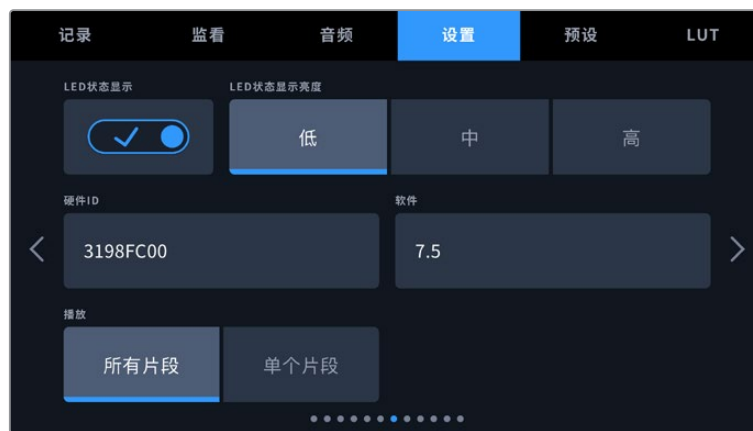 记录 监看 音频 设置 预设 LUT
LED状态显示 LED状态显示亮度
低 中 高
硬件ID 软件
3198FC00 7.5
播放
所有片段 单个片段